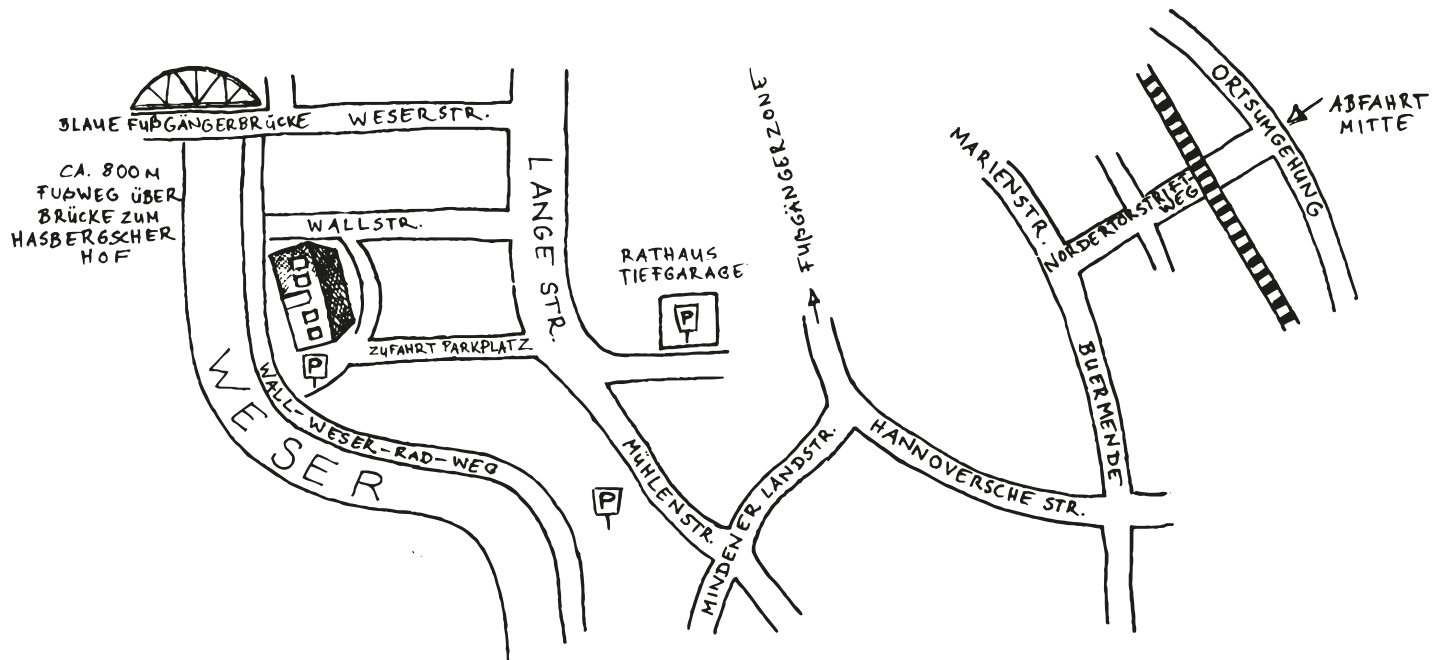 BLAUE FUßGÄNGERBRÜCKE
WESERSTR.
CA. 800 M
FUßWEG ÜBER
BRÜCKE ZUM
HASBERGSCHER
HOF
WALLSTR.
LANGE STR.
P
ZUFAHRT PARKPLATZ
WALL-WESER-RAD-WEG
WESER
RATHAUS
TIEFGARAGE
P
P
MÜHLENSTR.
MINDENER LANDSTR.
FUßGÄNGERZONE
HANNOVERSCHE STR.
BUERMENDE
MARIENSTR.
NORDERTORSTRIFT-
WEG
ORTSUMGEHUNG
ABFAHRT
MITTE